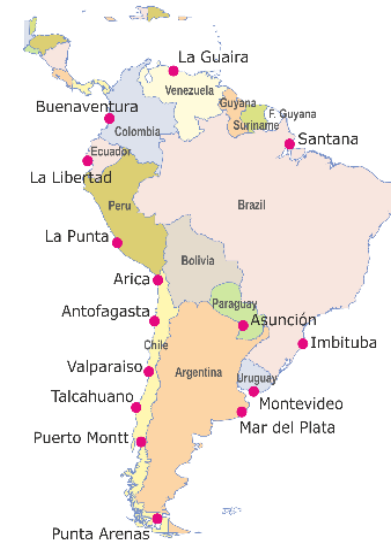 La Guaira
Venezuela
Buenaventura
Guyana
F. Guyana
Suriname
Colombia
Santana
Ecuador
La Libertad
Peru
Brazil
La Punta
Bolivia
Arica
Paraguay
Antofagasta
Asunción
Chile
Imbituba
Valparaiso
Argentina
Uruguay
Talcahuano
Montevideo
Mar del Plata
Puerto Montt
Punta Arenas